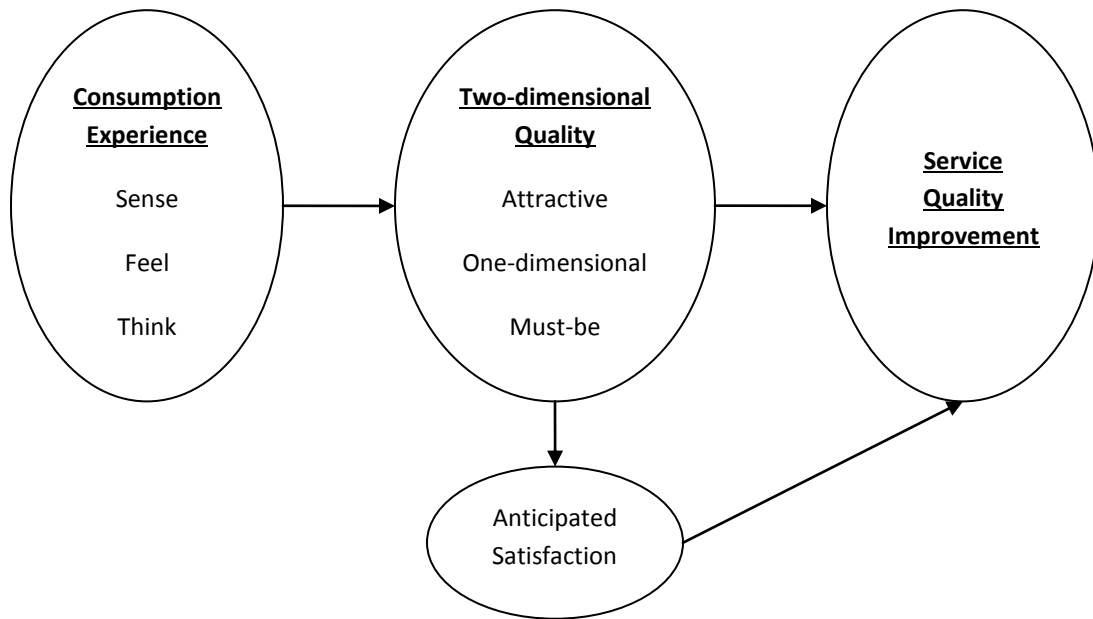 Consumption
Experience
Sense
Feel
Think
Two-dimensional
Quality
Attractive
One-dimensional
Must-be
Service
Quality
Improvement
Anticipated
Satisfaction